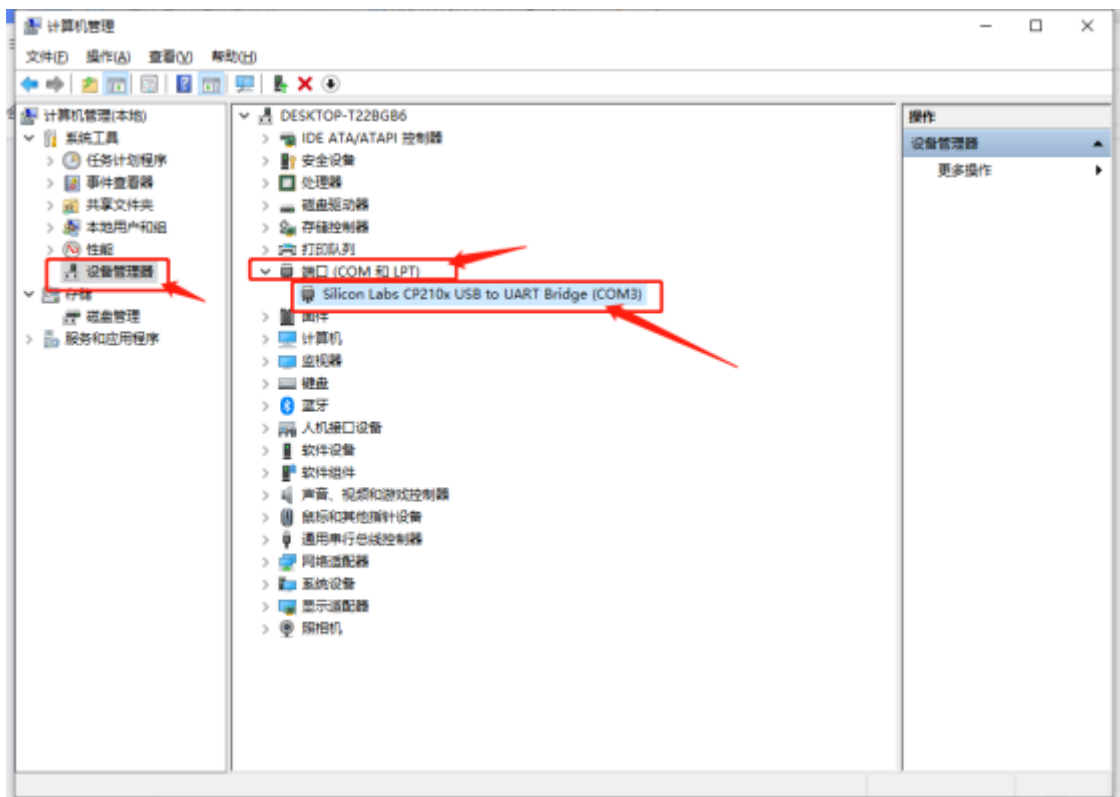 计算机管理
文件(F) 操作(A) 查看(V) 帮助(H)
计算机管理(本地)
系统工具
任务计划程序
事件查看器
共享文件夹
本地用户和组
性能
设备管理器
存储
磁盘管理
服务和应用程序
DESKTOP-T22BGB6
IDE ATA/ATAPI 控制器
安全设备
处理器
磁盘驱动器
存储控制器
打印队列
端口 (COM 和 LPT)
Silicon Labs CP210x USB to UART Bridge (COM3)
固件
计算机
监视器
键盘
蓝牙
人机接口设备
软件设备
软件组件
声音、视频和游戏控制器
鼠标和其他指针设备
通用串行总线控制器
网络适配器
系统设备
显示适配器
照相机
操作
设备管理器
更多操作